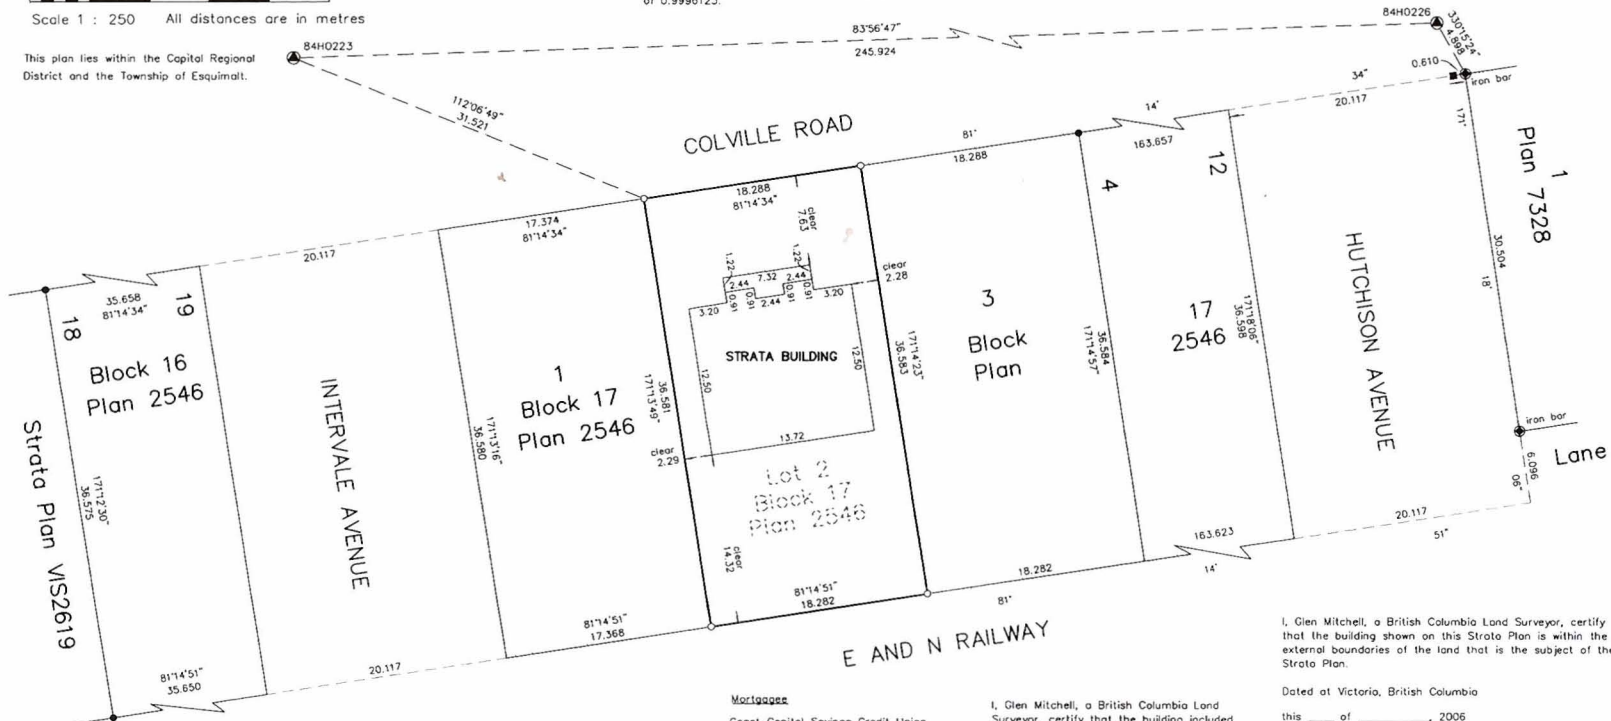 or 0.9996125.
Scale 1 : 250 All distances are in metres
This plan lies within the Capital Regional
District and the Township of Esquimalt.
84H0223
83°56'47"
245.924
84H0226
330°15'24"
4.898
0.610
iron bar
112°06'49"
31.521
COLVILLE ROAD
34"
20.117
171°
14'
163.657
81°
18.288
18.288
81°14'34"
17.374
81°14'34"
20.117
35.658
81°14'34"
clear
7.63
1.22
1.22
7.32
2.44
2.44
0.91
0.91
2.44
0.91
0.91
3.20
3.20
clear
2.28
18
19
4
12
1
Plan 7328
Block 16
Plan 2546
INTERVALE AVENUE
1
Block 17
Plan 2546
STRATA BUILDING
12.50
12.50
13.72
3
Block
Plan
17
2546
HUTCHISON AVENUE
30.504
18'
36.581
171°13'49"
171°14'23"
36.583
36.584
171°14'57"
171°18'06"
36.598
171°13'16"
36.580
171°12'30"
36.575
Strata Plan VIS2619
clear
2.29
Lot 2
Block 17
Plan 2546
clear
14.32
iron bar
6.096
Lane
06"
20.117
51"
163.623
14'
18.282
81°
81°14'51"
18.282
81°14'51"
17.368
20.117
81°14'51"
35.650
E AND N RAILWAY
I, Glen Mitchell, a British Columbia Land Surveyor, certify
that the building shown on this Strata Plan is within the
external boundaries of the land that is the subject of the
Strata Plan.
Dated at Victoria, British Columbia
this ____ of ________, 2006
Mortgagee
Coast Capital Savings Credit Union
I, Glen Mitchell, a British Columbia Land
Surveyor, certify that the building included